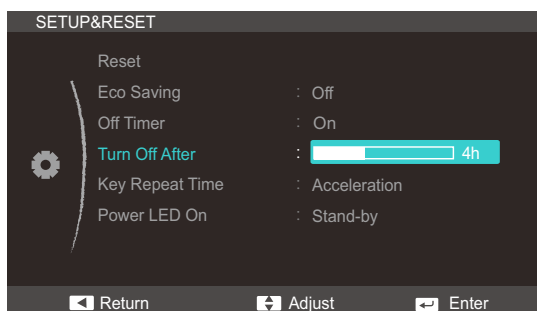 SETUP&RESET
Reset
Eco Saving : Off
Off Timer : On
Turn Off After : 4h
Key Repeat Time : Acceleration
Power LED On : Stand-by
Return Adjust Enter